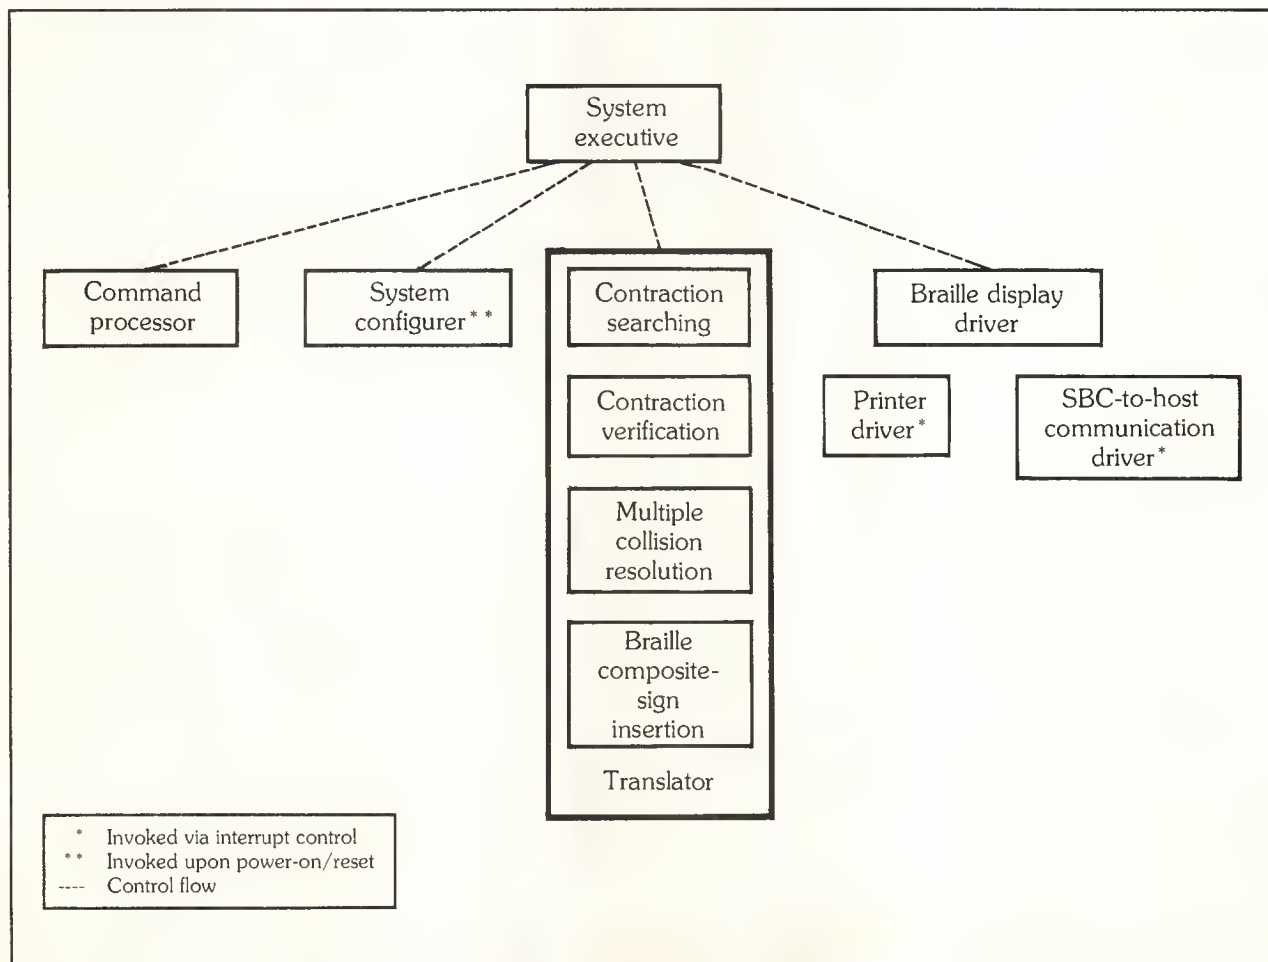 System
executive
Command
processor
System
configurer**
Contraction
searching
Braille display
driver
Contraction
verification
Printer
driver*
SBC-to-host
communication
driver*
Multiple
collision
resolution
Braille
composite-
sign
insertion
Translator
* Invoked via interrupt control
** Invoked upon power-on/reset
---- Control flow